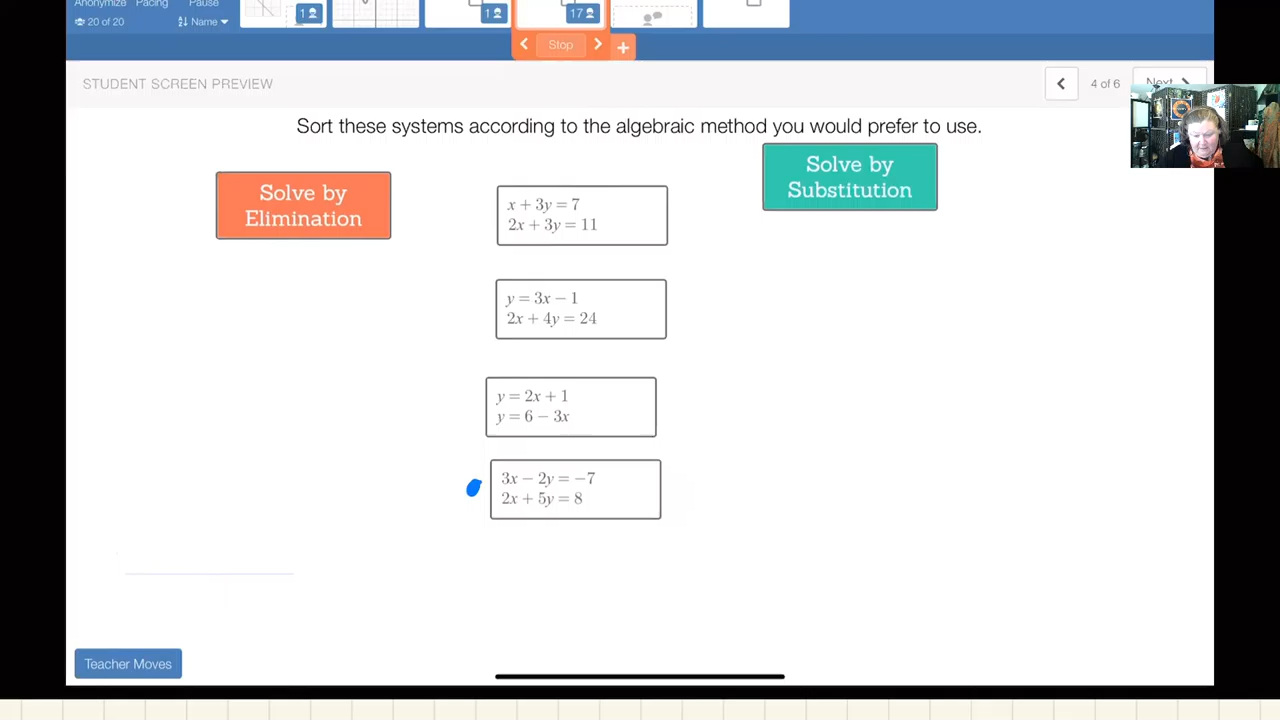 Anonymize Pacing Pause
20 of 20 Name
1 1 17
Stop +
STUDENT SCREEN PREVIEW 4 of 6 Next
Sort these systems according to the algebraic method you would prefer to use.
Solve by
Elimination
Solve by
Substitution
x + 3y = 7
2x + 3y = 11
y = 3x − 1
2x + 4y = 24
y = 2x + 1
y = 6 − 3x
3x − 2y = −7
2x + 5y = 8
Teacher Moves